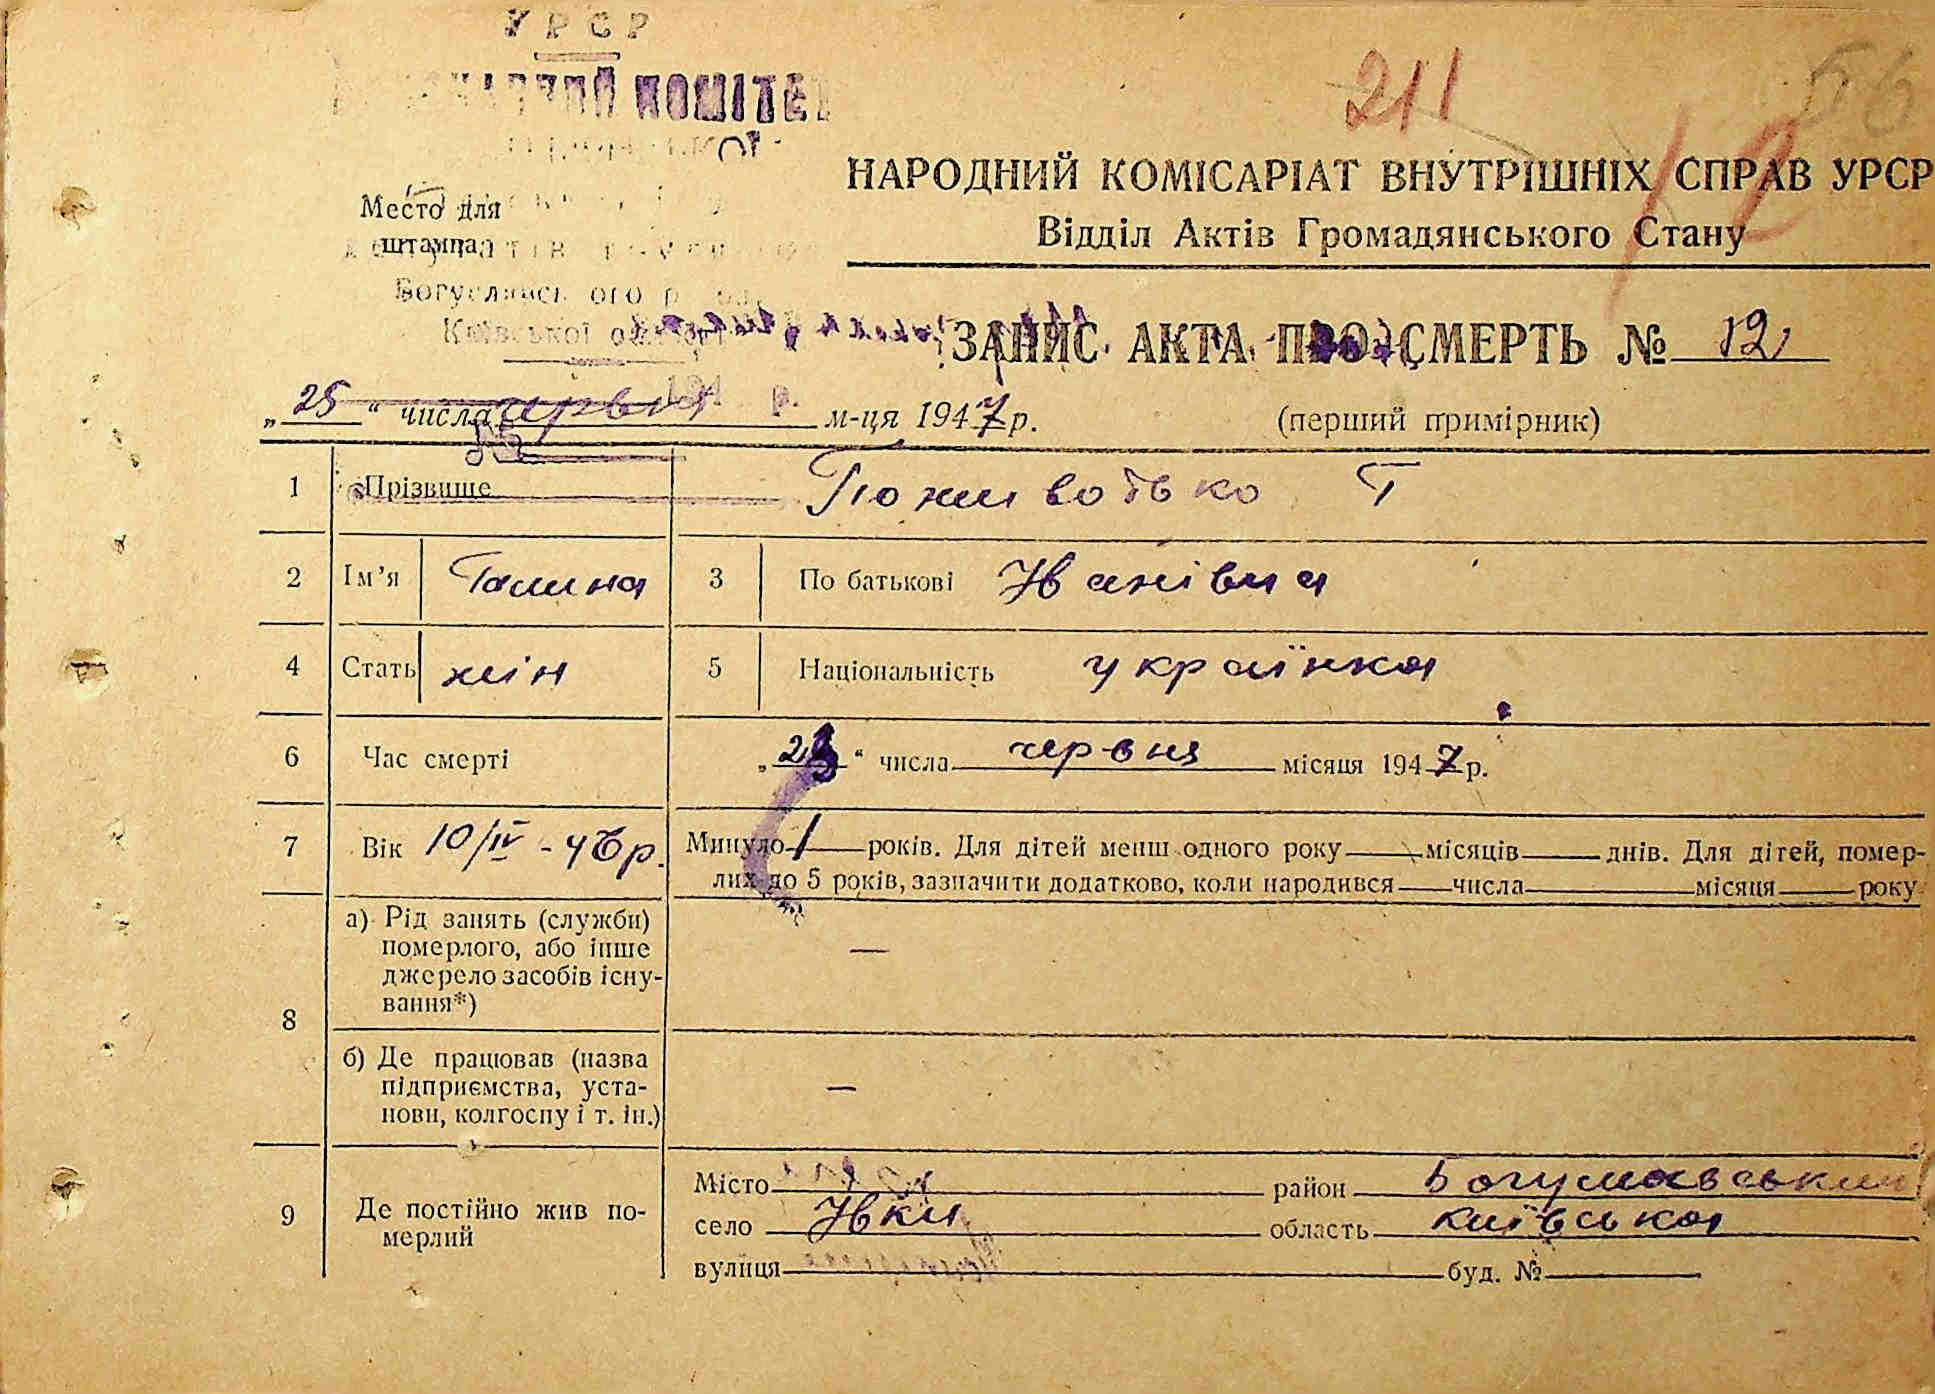 УРСР
КОМІТЕТ
211
56
12
НАРОДНИЙ КОМІСАРІАТ ВНУТРІШНІХ СПРАВ УРСР
Відділ Актів Громадянського Стану
Место для
штампа
Богуславського р
Київської о
ЗАПИС АКТА ПРО СМЕРТЬ № 12
„25“ числа червня м-ця 1947 р.
(перший примірник)
1 Прізвище Поживотько Г
2 Ім’я Галина 3 По батькові Іванівна
4 Стать жін 5 Національність українка
6 Час смерті „23“ числа червня місяця 1947 р.
7 Вік 10/IV - 46 р. Минуло 1 років. Для дітей менш одного року місяців днів. Для дітей, помер-
лих до 5 років, зазначити додатково, коли народився числа місяця року
8 а) Рід занять (служби)
померлого, або інше
джерело засобів існу-
вання*)
—
б) Де працював (назва
підприємства, уста-
нови, колгоспу і т. ін.)
—
9 Де постійно жив по-
мерлий
Місто район Богуславський
село Івки область Київська
вулиця буд. №